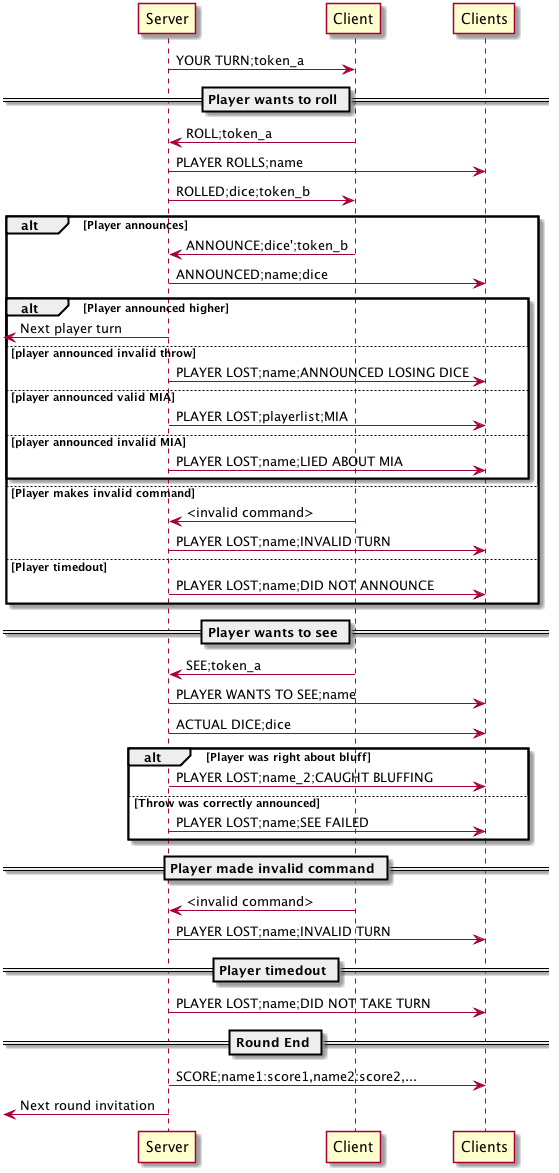 Server Client Clients
YOUR TURN;token_a
Player wants to roll
ROLL;token_a
PLAYER ROLLS;name
ROLLED;dice;token_b
alt [Player announces]
ANNOUNCE;dice';token_b
ANNOUNCED;name;dice
alt [Player announced higher]
Next player turn
[player announced invalid throw]
PLAYER LOST;name;ANNOUNCED LOSING DICE
[player announced valid MIA]
PLAYER LOST;playerlist;MIA
[player announced invalid MIA]
PLAYER LOST;name;LIED ABOUT MIA
[Player makes invalid command]
<invalid command>
PLAYER LOST;name;INVALID TURN
[Player timedout]
PLAYER LOST;name;DID NOT ANNOUNCE
Player wants to see
SEE;token_a
PLAYER WANTS TO SEE;name
ACTUAL DICE;dice
alt [Player was right about bluff]
PLAYER LOST;name_2;CAUGHT BLUFFING
[Throw was correctly announced]
PLAYER LOST;name;SEE FAILED
Player made invalid command
<invalid command>
PLAYER LOST;name;INVALID TURN
Player timedout
PLAYER LOST;name;DID NOT TAKE TURN
Round End
SCORE;name1:score1,name2:score2,...
Next round invitation
Server Client Clients